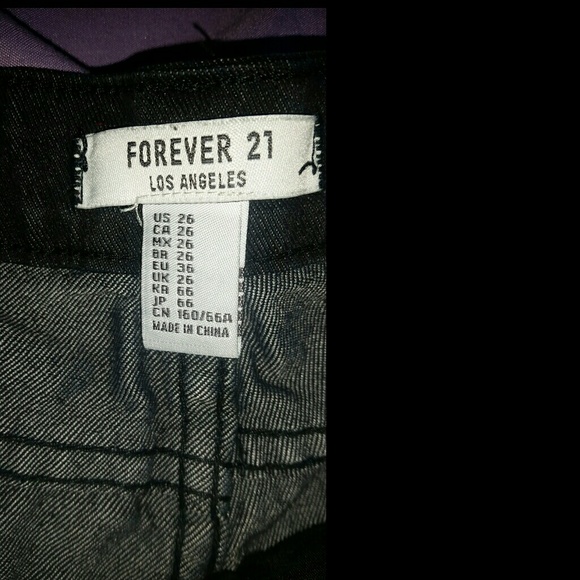 FOREVER 21
LOS ANGELES
US 26
CA 26
MX 26
BR 26
EU 36
UK 26
KR 66
JP 66
CN 160/66A
MADE IN CHINA